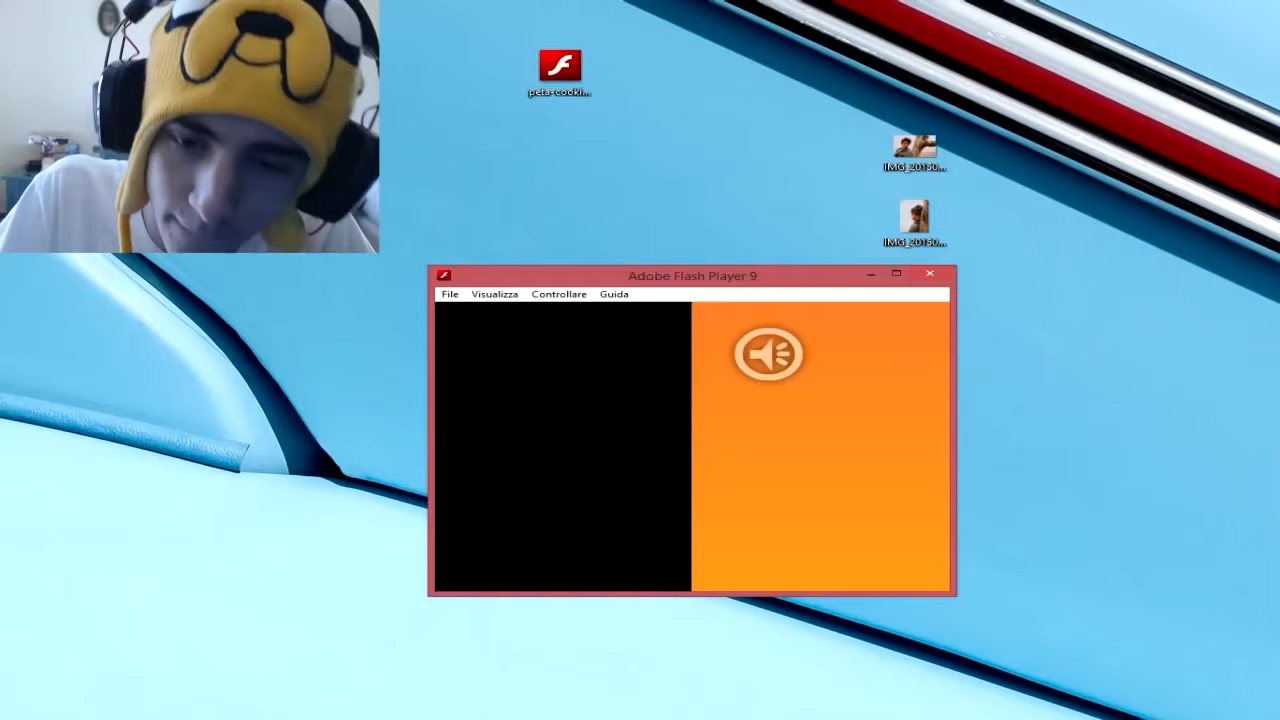 peta-cooki...
IMG_20150...
IMG_20150...
Adobe Flash Player 9
File Visualizza Controllare Guida